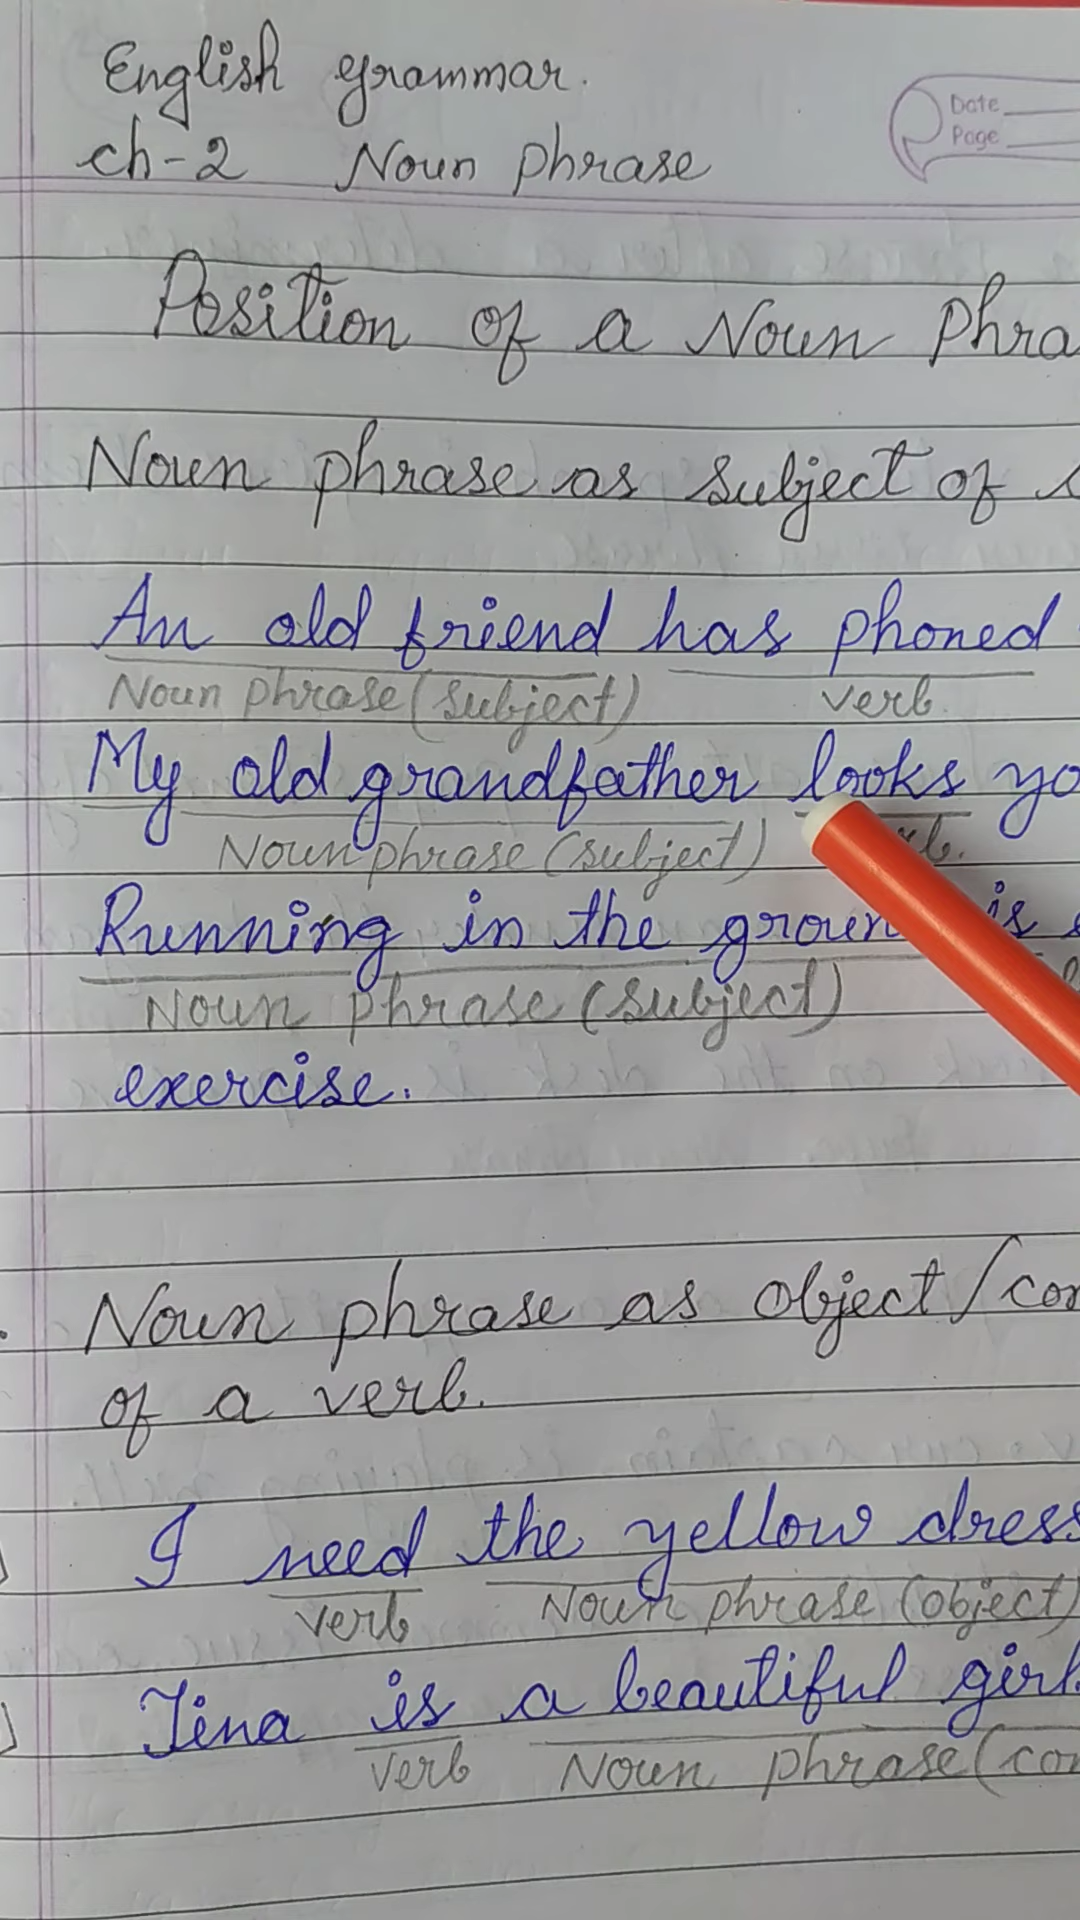 English grammar.
Date
ch-2 Noun phrase
Page
Position of a Noun Phra
Noun phrase as subject of
An old friend has phoned
Noun phrase (subject) verb.
My old grandfather looks yo
Noun phrase (subject) rb.
Running in the groun is
Noun phrase (subject)
exercise.
Noun phrase as object/com
of a verb.
I need the yellow dress
verb Noun phrase (object)
Tina is a beautiful girl
verb Noun phrase (com